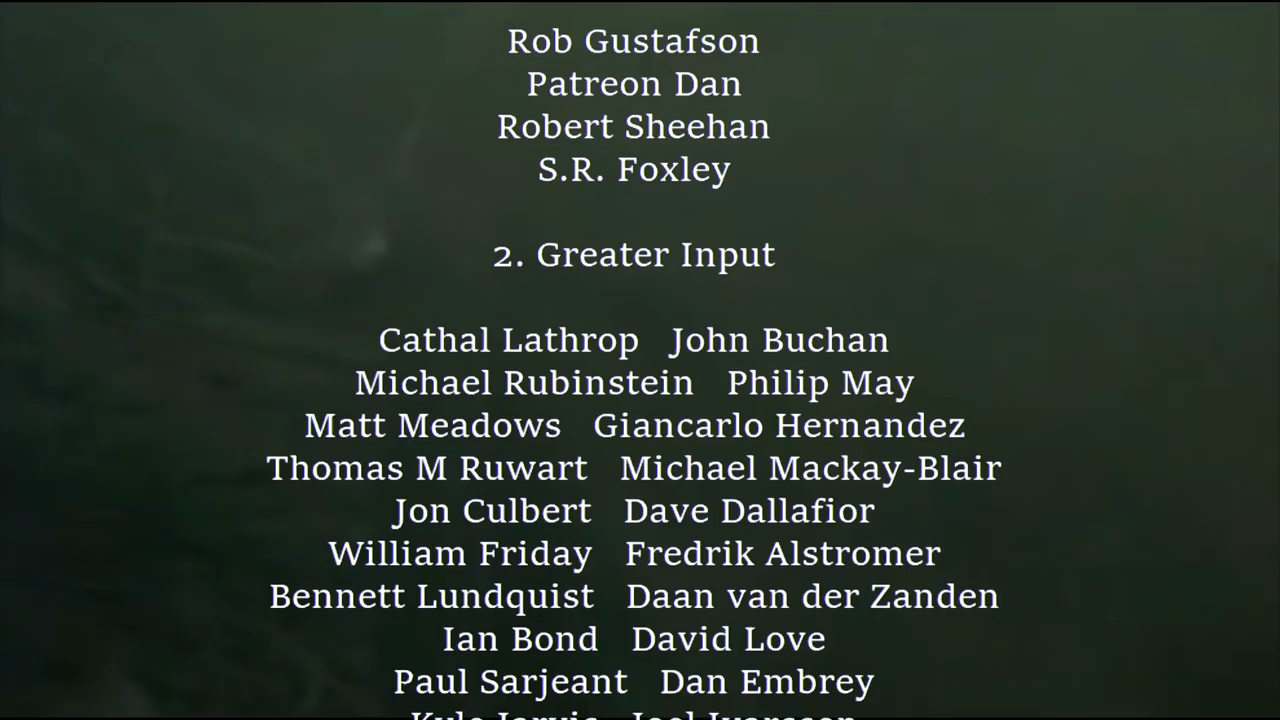 Rob Gustafson
Patreon Dan
Robert Sheehan
S.R. Foxley
2. Greater Input
Cathal Lathrop John Buchan
Michael Rubinstein Philip May
Matt Meadows Giancarlo Hernandez
Thomas M Ruwart Michael Mackay-Blair
Jon Culbert Dave Dallafior
William Friday Fredrik Alstromer
Bennett Lundquist Daan van der Zanden
Ian Bond David Love
Paul Sarjeant Dan Embrey